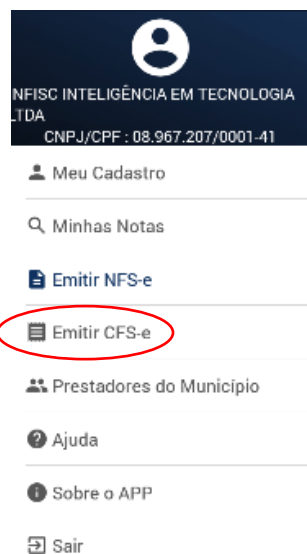 NFISC INTELIGÊNCIA EM TECNOLOGIA
LTDA
CNPJ/CPF : 08.967.207/0001-41
Meu Cadastro
Minhas Notas
Emitir NFS-e
Emitir CFS-e
Prestadores do Município
Ajuda
Sobre o APP
Sair